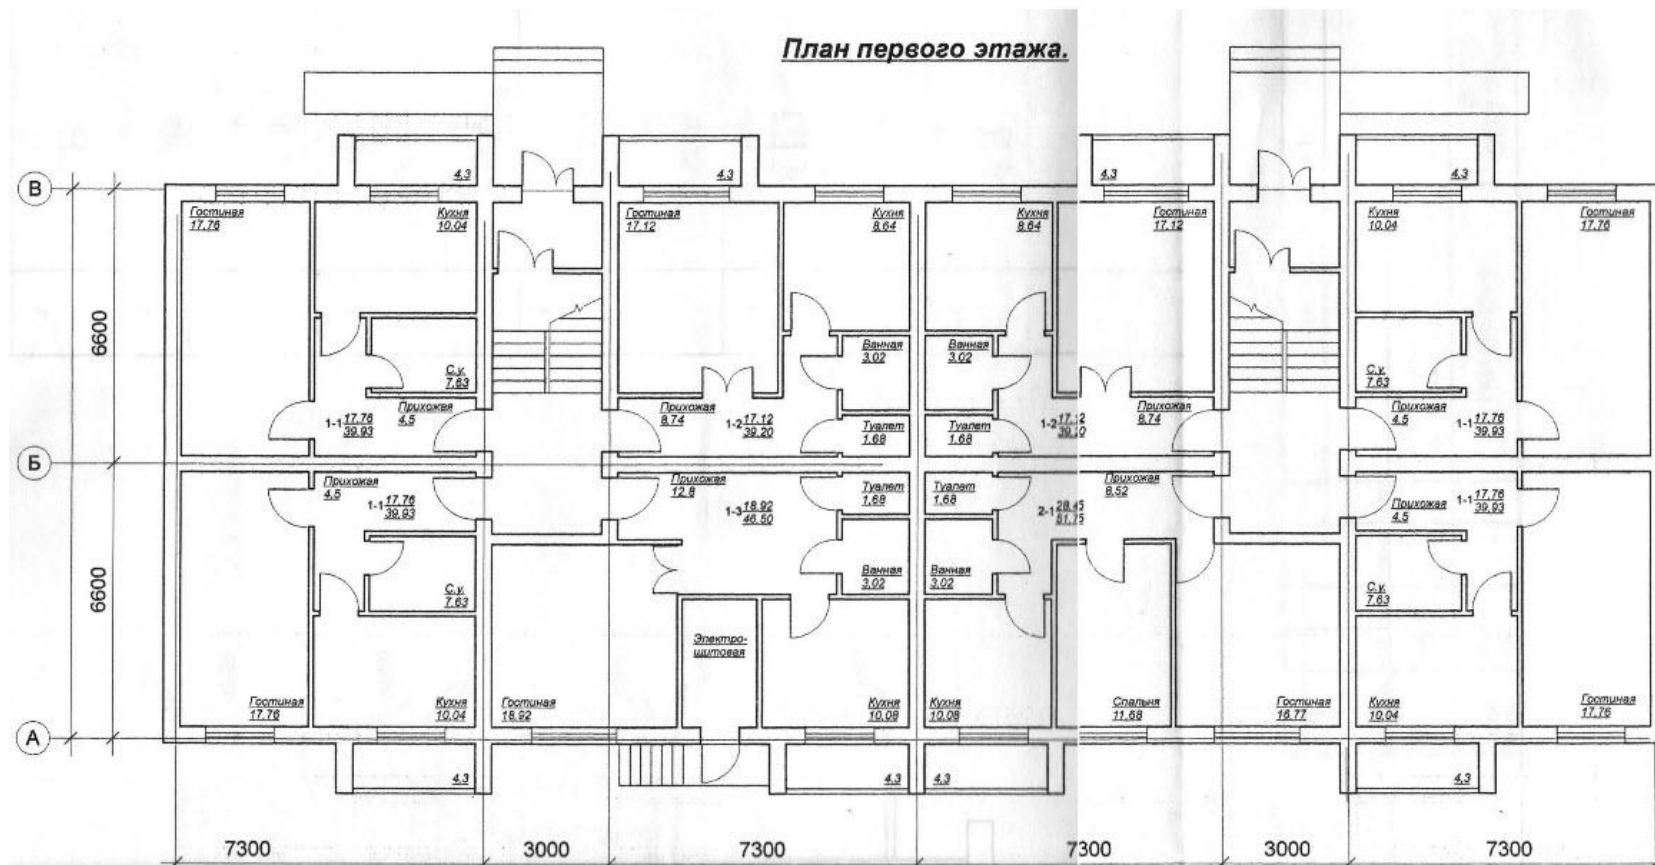 План первого этажа.
В
4,3
4,3
4,3
4,3
Гостиная
17,76
Кухня
10,04
Гостиная
17,12
Кухня
8,64
Кухня
8,64
Гостиная
17,12
Кухня
10,04
Гостиная
17,76
6600
С.у.
7,63
Ванная
3,02
Ванная
3,02
С.у.
7,63
1-1 17,76
39,93
Прихожая
4,5
Прихожая
8,74
1-2 17,12
39,20
Туалет
1,68
Туалет
1,68
1-2 17,12
39,20
Прихожая
8,74
Прихожая
4,5
1-1 17,76
39,93
Б
Прихожая
4,5
1-1 17,76
39,93
Прихожая
12,8
1-3 18,92
46,50
Туалет
1,68
Туалет
1,68
2-1 28,45
51,75
Прихожая
8,52
Прихожая
4,5
1-1 17,76
39,93
6600
С.у.
7,63
Ванная
3,02
Ванная
3,02
С.у.
7,63
Электро-
щитовая
Гостиная
17,76
Кухня
10,04
Гостиная
18,92
Кухня
10,08
Кухня
10,08
Спальня
11,68
Гостиная
16,77
Кухня
10,04
Гостиная
17,76
А
4,3
4,3
4,3
4,3
7300
3000
7300
7300
3000
7300